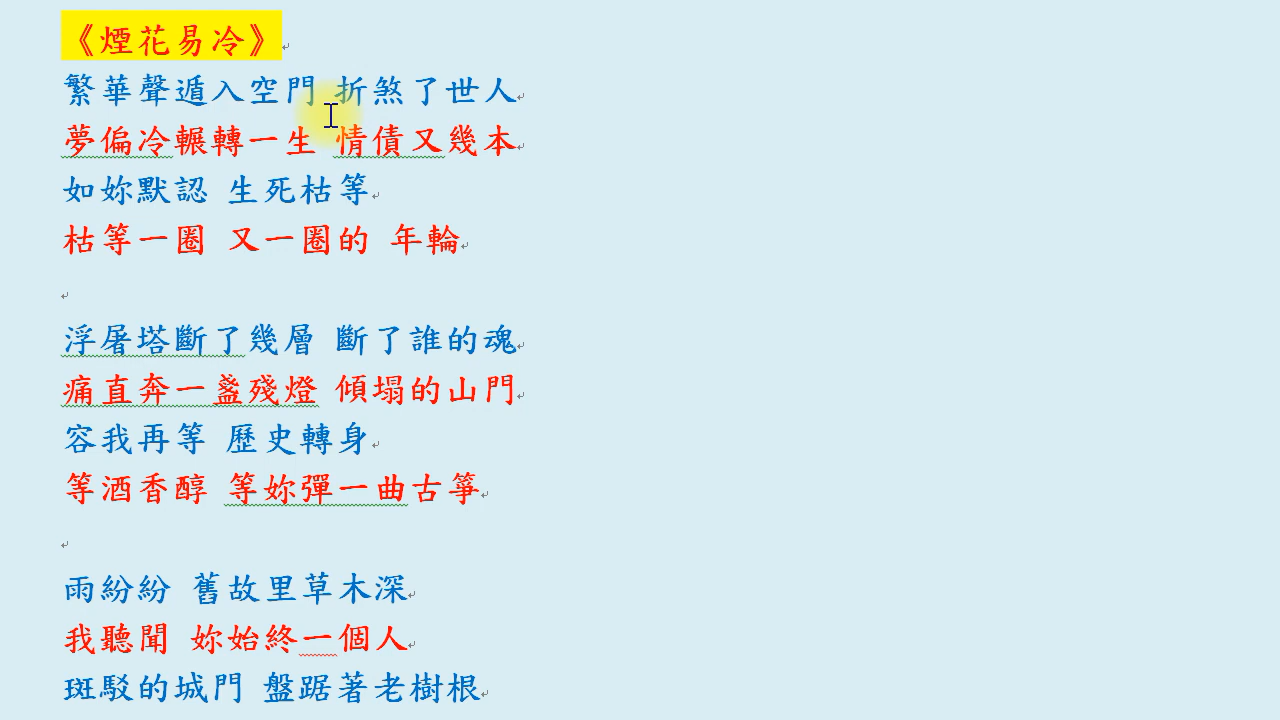 《煙花易冷》
繁華聲遁入空門 折煞了世人
夢偏冷輾轉一生 情債又幾本
如妳默認 生死枯等
枯等一圈 又一圈的 年輪
浮屠塔斷了幾層 斷了誰的魂
痛直奔一盞殘燈 傾塌的山門
容我再等 歷史轉身
等酒香醇 等妳彈一曲古箏
雨紛紛 舊故里草木深
我聽聞 妳始終一個人
斑駁的城門 盤踞著老樹根